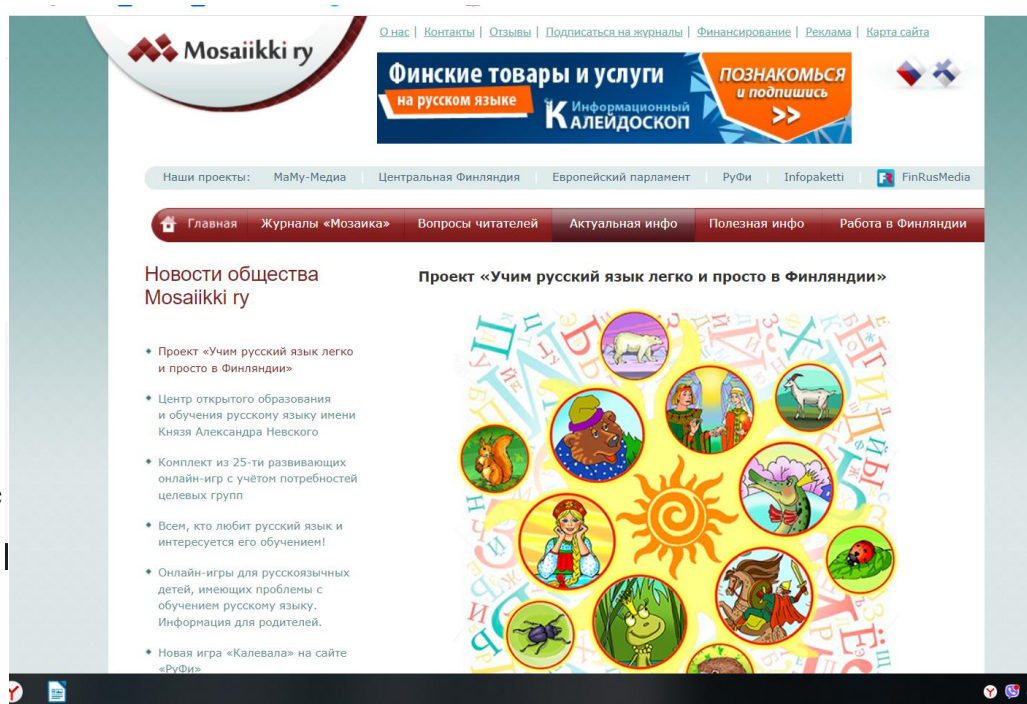 О нас | Контакты | Отзывы | Подписаться на журналы | Финансирование | Реклама | Карта сайта
Mosaiikki ry
Финские товары и услуги
на русском языке
Информационный
КАЛЕЙДОСКОП
ПОЗНАКОМЬСЯ
и подпишись
>>
Наши проекты: МаМу-Медиа Центральная Финляндия Европейский парламент РуФи Infopaketti FinRusMedia
Главная Журналы «Мозаика» Вопросы читателей Актуальная инфо Полезная инфо Работа в Финляндии
Новости общества
Mosaiikki ry
Проект «Учим русский язык легко
и просто в Финляндии»
Центр открытого образования
и обучения русскому языку имени
Князя Александра Невского
Комплект из 25-ти развивающих
онлайн-игр с учётом потребностей
целевых групп
Всем, кто любит русский язык и
интересуется его обучением!
Онлайн-игры для русскоязычных
детей, имеющих проблемы с
обучением русскому языку.
Информация для родителей.
Новая игра «Калевала» на сайте
«РуФи»
Проект «Учим русский язык легко и просто в Финляндии»